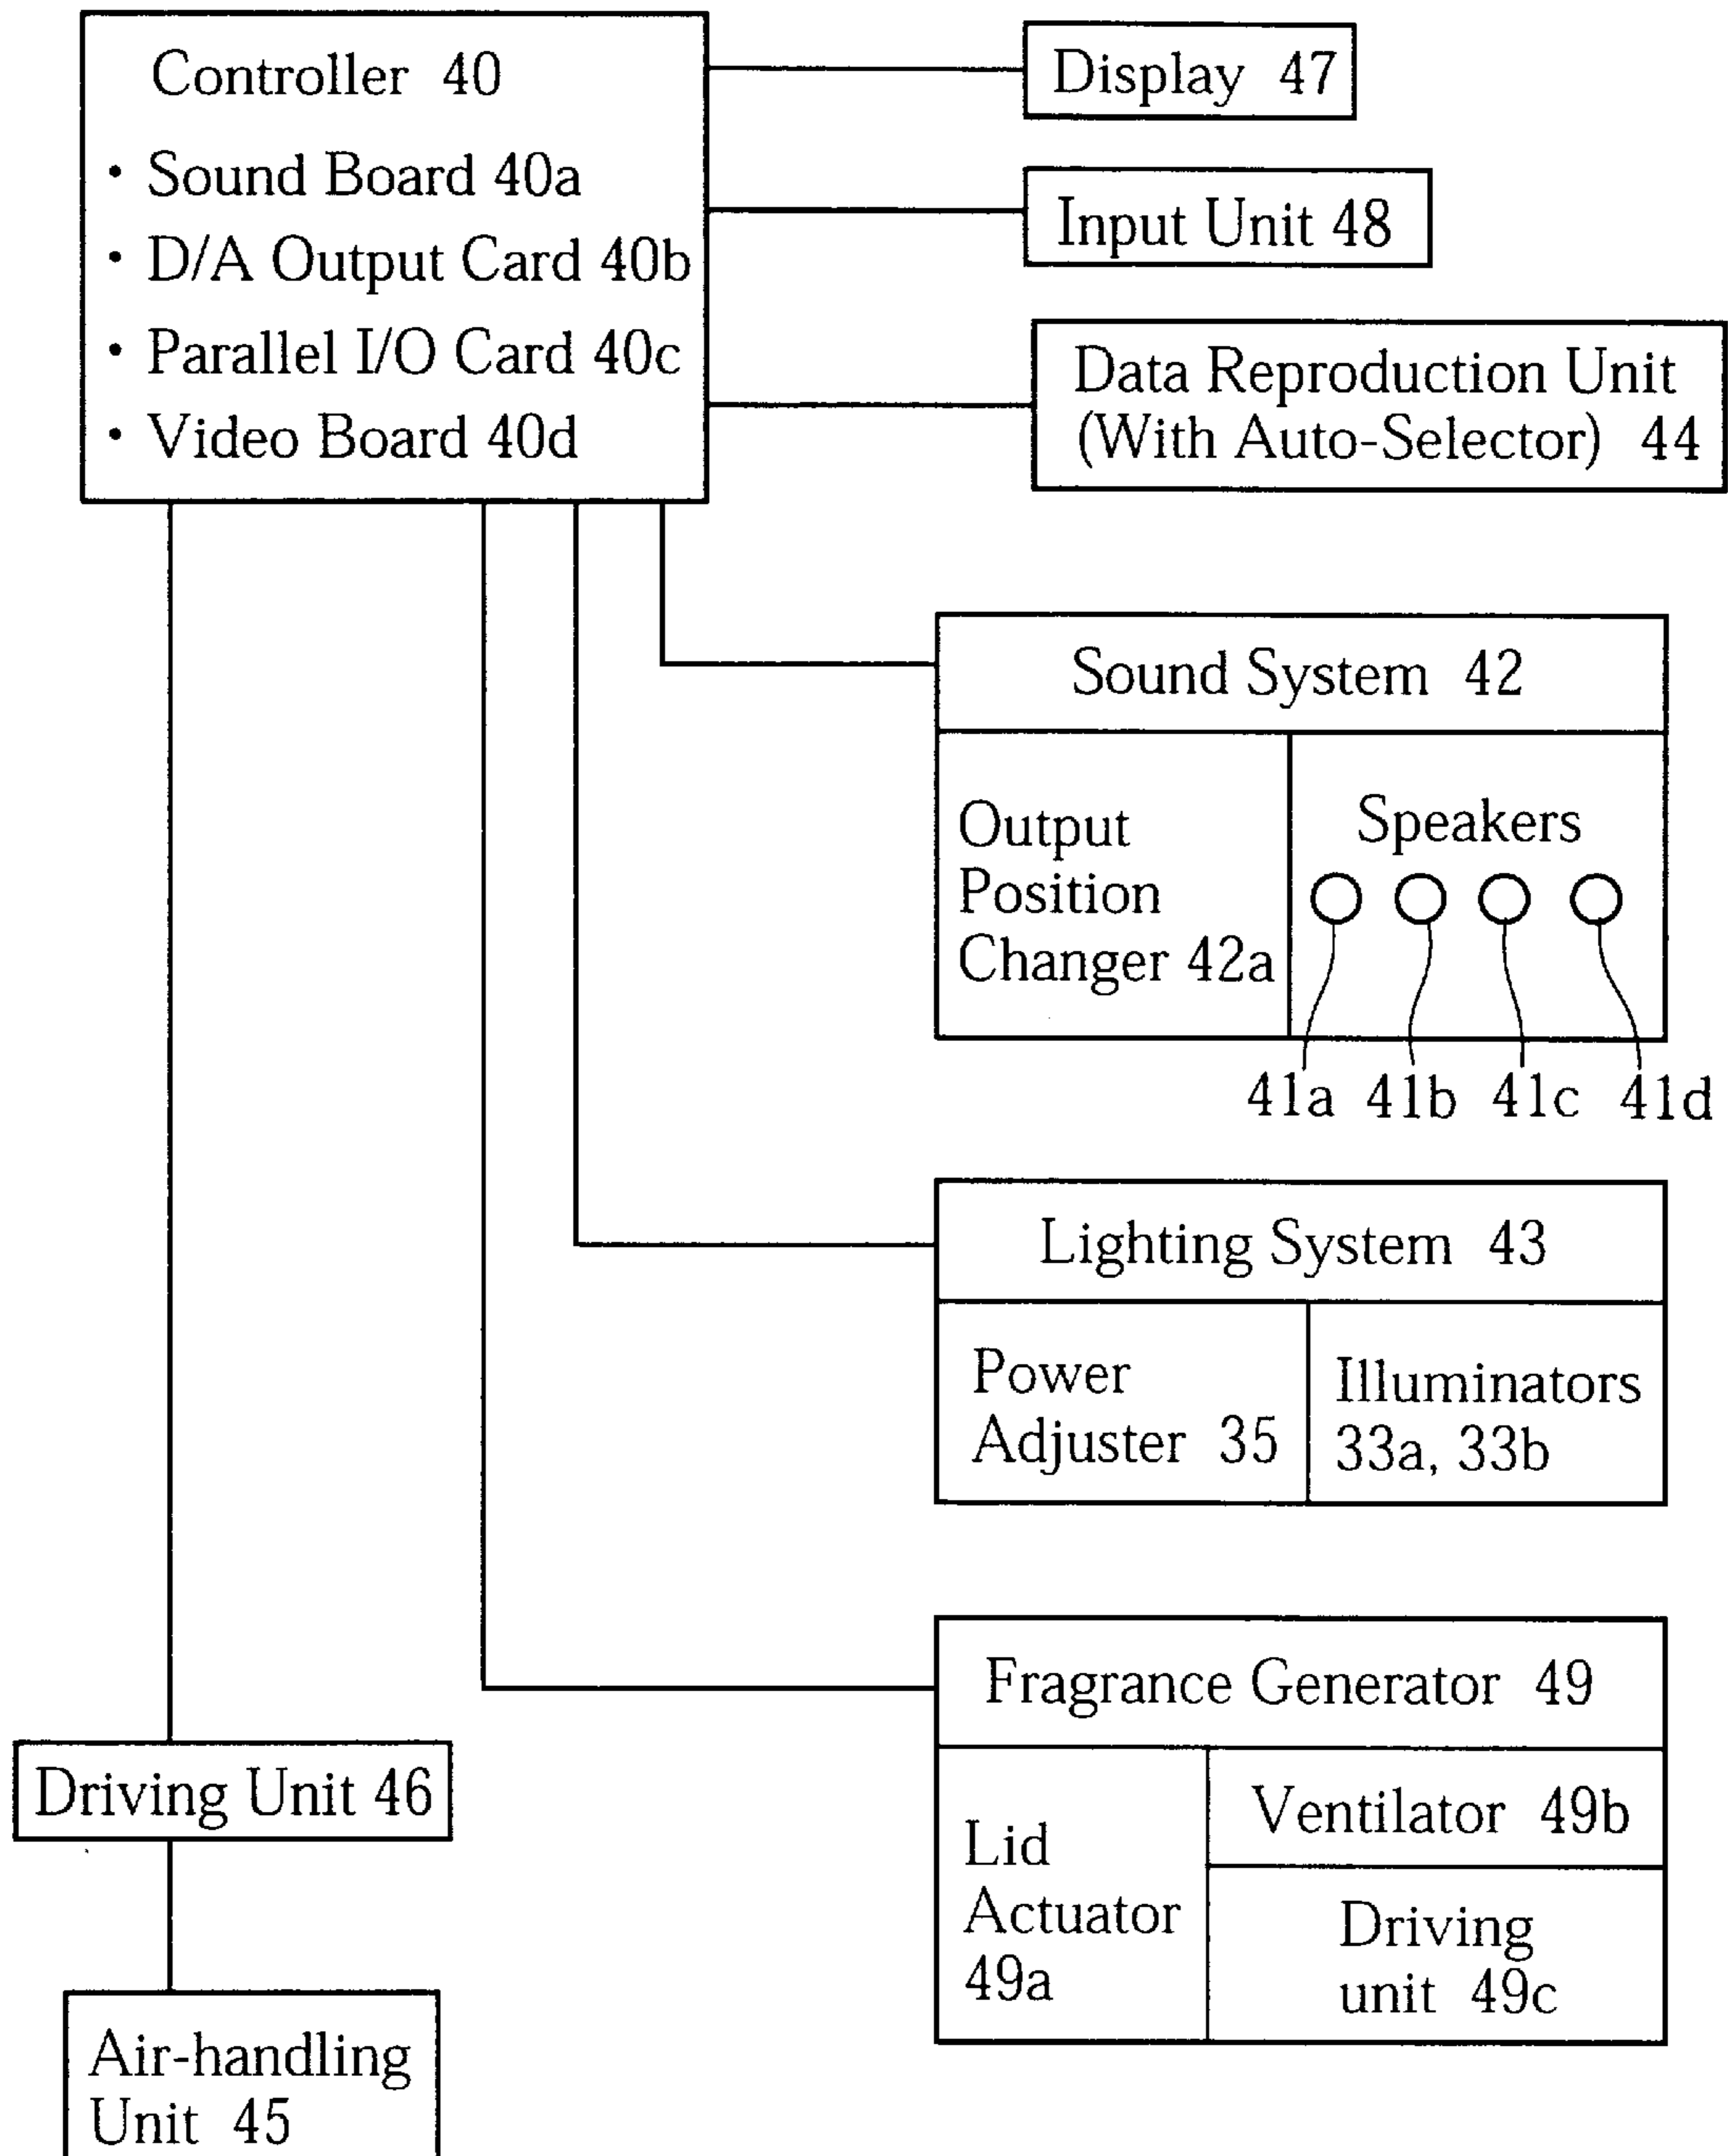 Controller 40
· Sound Board 40a
· D/A Output Card 40b
· Parallel I/O Card 40c
· Video Board 40d
Display 47
Input Unit 48
Data Reproduction Unit
(With Auto-Selector) 44
Sound System 42
Output
Position
Changer 42a
Speakers
41a 41b 41c 41d
Lighting System 43
Power
Adjuster 35
Illuminators
33a, 33b
Fragrance Generator 49
Lid
Actuator
49a
Ventilator 49b
Driving
unit 49c
Driving Unit 46
Air-handling
Unit 45